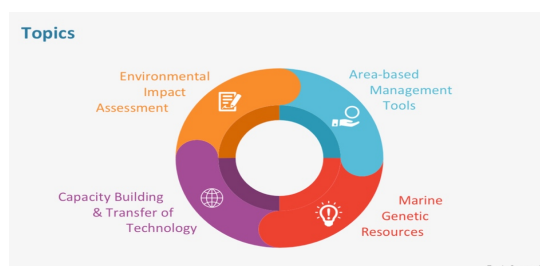 Topics
Environmental
Impact
Assessment
Area-based
Management
Tools
Capacity Building
& Transfer of
Technology
Marine
Genetic
Resources